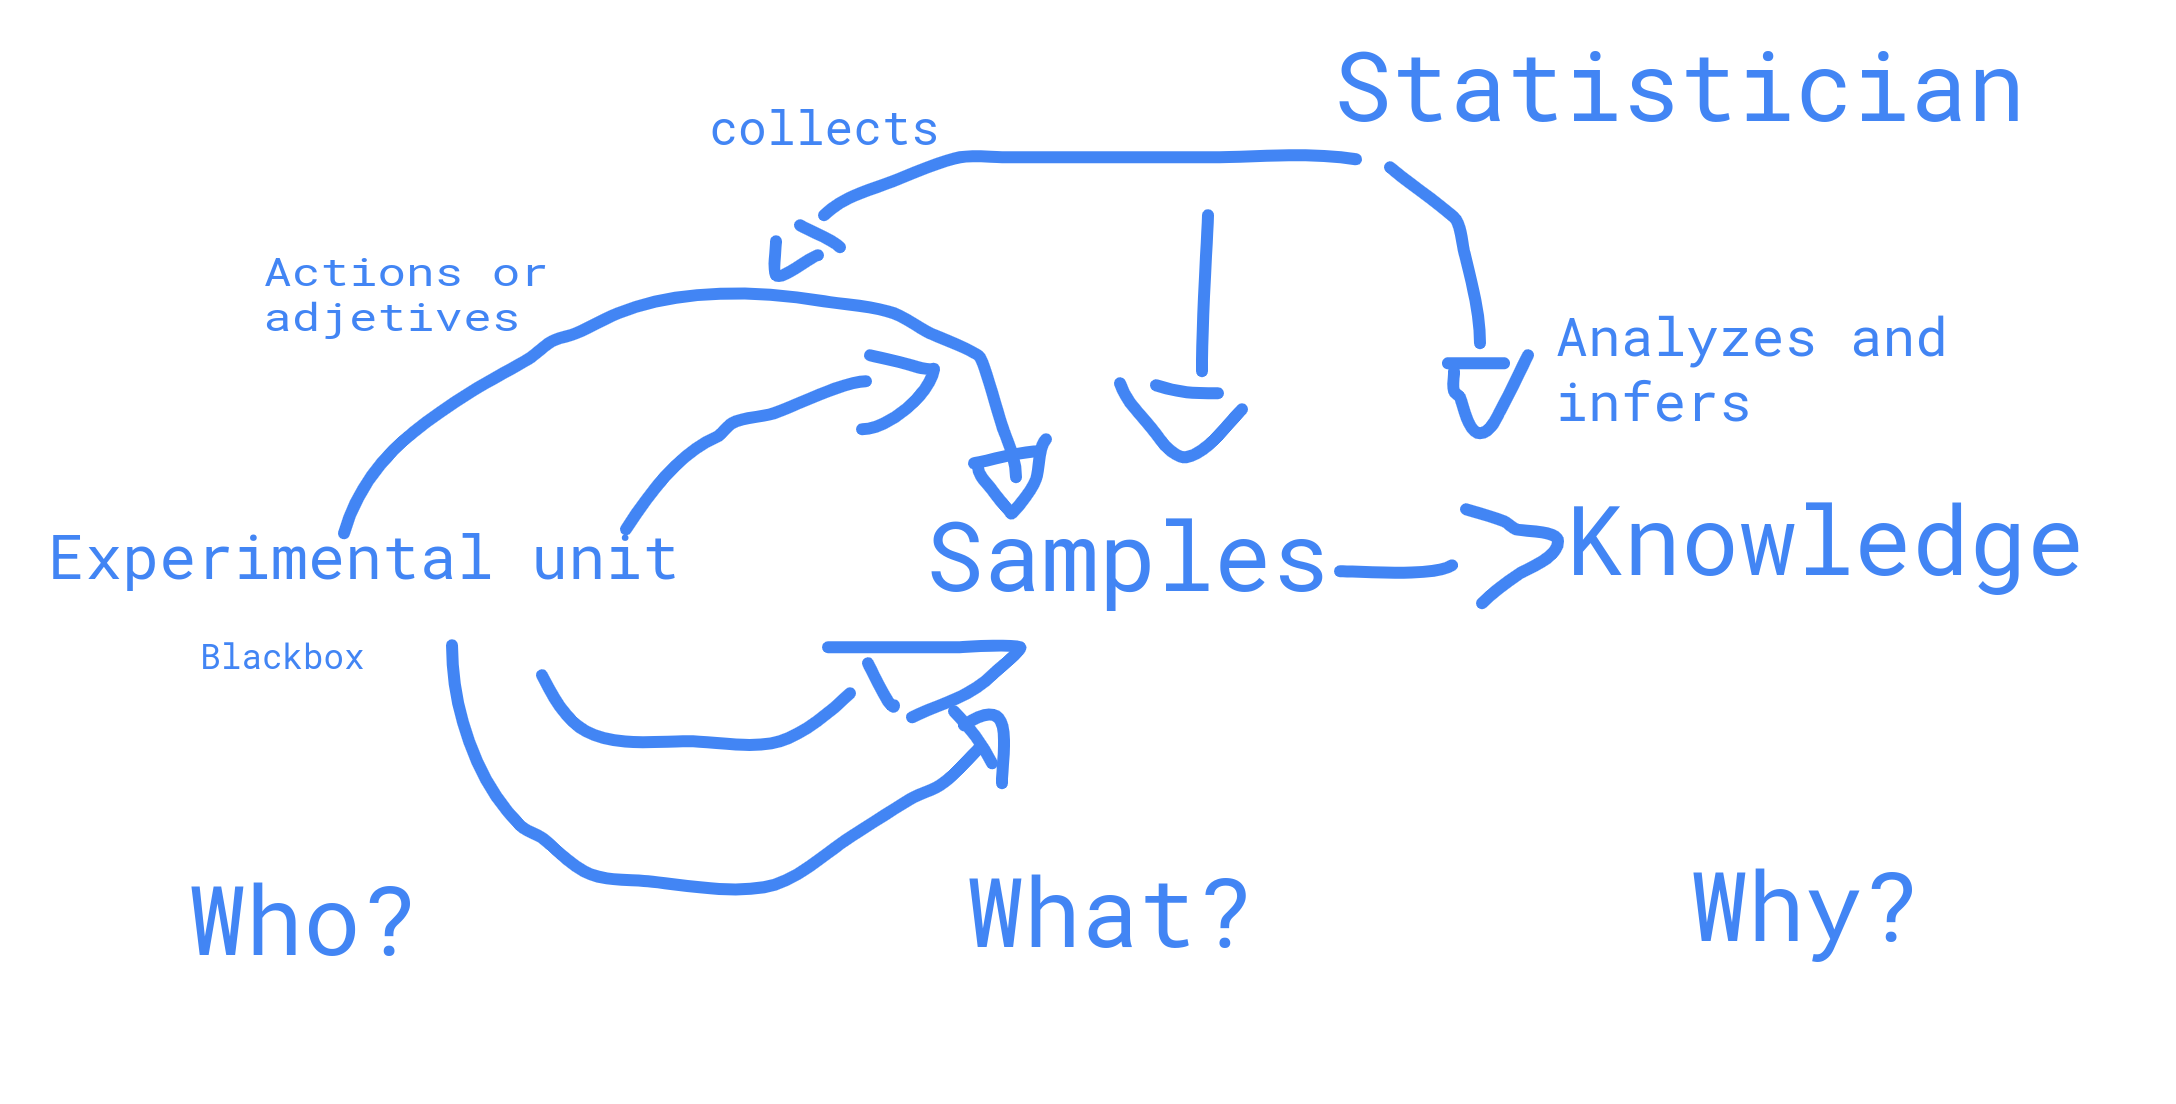 Statistician
collects
Actions or
adjetives
Analyzes and
infers
Experimental unit
Samples
Knowledge
Blackbox
Who?
What?
Why?